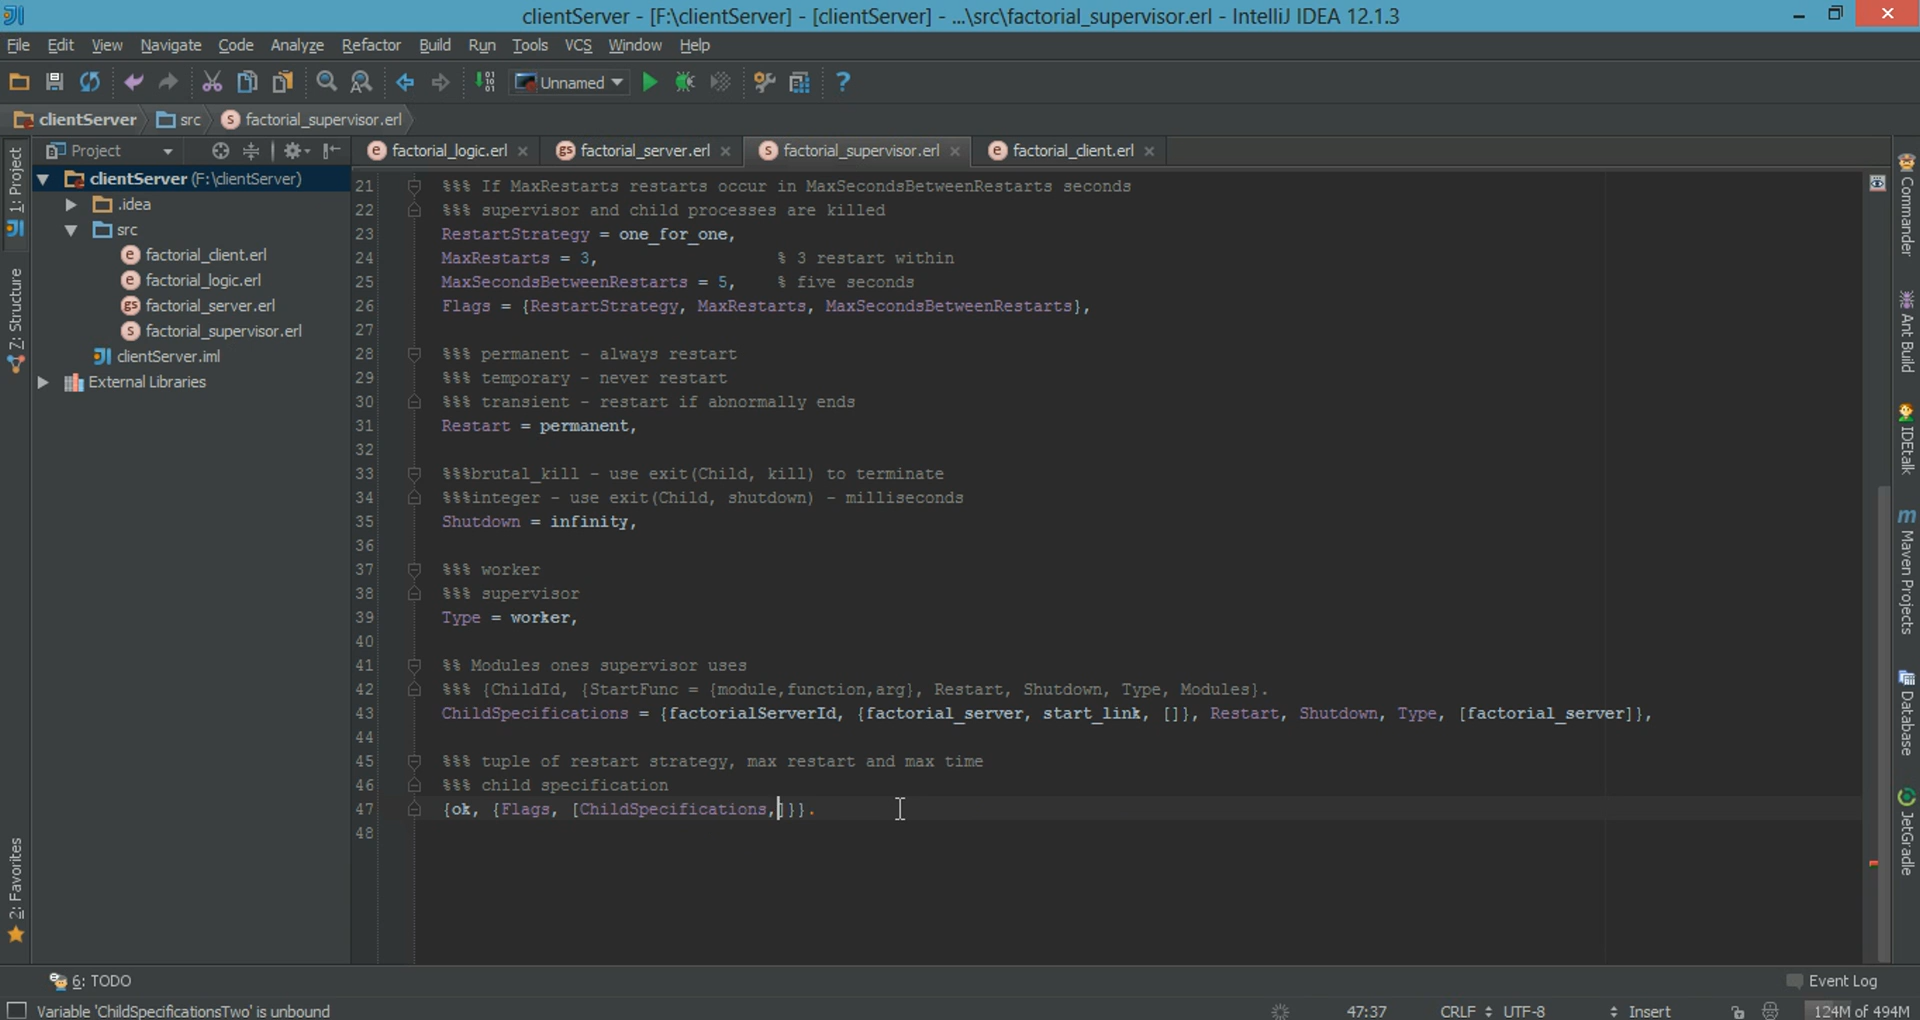 clientServer - [F:\clientServer] - [clientServer] - ...\src\factorial_supervisor.erl - IntelliJ IDEA 12.1.3
File Edit View Navigate Code Analyze Refactor Build Run Tools VCS Window Help
Unnamed
clientServer src factorial_supervisor.erl
Project
factorial_logic.erl factorial_server.erl factorial_supervisor.erl factorial_client.erl
clientServer (F:\clientServer)
.idea
src
factorial_client.erl
factorial_logic.erl
factorial_server.erl
factorial_supervisor.erl
clientServer.iml
External Libraries
1: Project
7: Structure
2: Favorites
21 %%% If MaxRestarts restarts occur in MaxSecondsBetweenRestarts seconds
22 %%% supervisor and child processes are killed
23 RestartStrategy = one_for_one,
24 MaxRestarts = 3, % 3 restart within
25 MaxSecondsBetweenRestarts = 5, % five seconds
26 Flags = {RestartStrategy, MaxRestarts, MaxSecondsBetweenRestarts},
27
28 %%% permanent - always restart
29 %%% temporary - never restart
30 %%% transient - restart if abnormally ends
31 Restart = permanent,
32
33 %%%brutal_kill - use exit(Child, kill) to terminate
34 %%%integer - use exit(Child, shutdown) - milliseconds
35 Shutdown = infinity,
36
37 %%% worker
38 %%% supervisor
39 Type = worker,
40
41 %% Modules ones supervisor uses
42 %%% {ChildId, {StartFunc = {module,function,arg}, Restart, Shutdown, Type, Modules}.
43 ChildSpecifications = {factorialServerId, {factorial_server, start_link, []}, Restart, Shutdown, Type, [factorial_server]},
44
45 %%% tuple of restart strategy, max restart and max time
46 %%% child specification
47 {ok, {Flags, [ChildSpecifications,]}}.
48
Commander
Ant Build
IDEtalk
Maven Projects
Database
JetGradle
6: TODO
Event Log
Variable 'ChildSpecificationsTwo' is unbound
47:37 CRLF UTF-8 Insert 124M of 494M